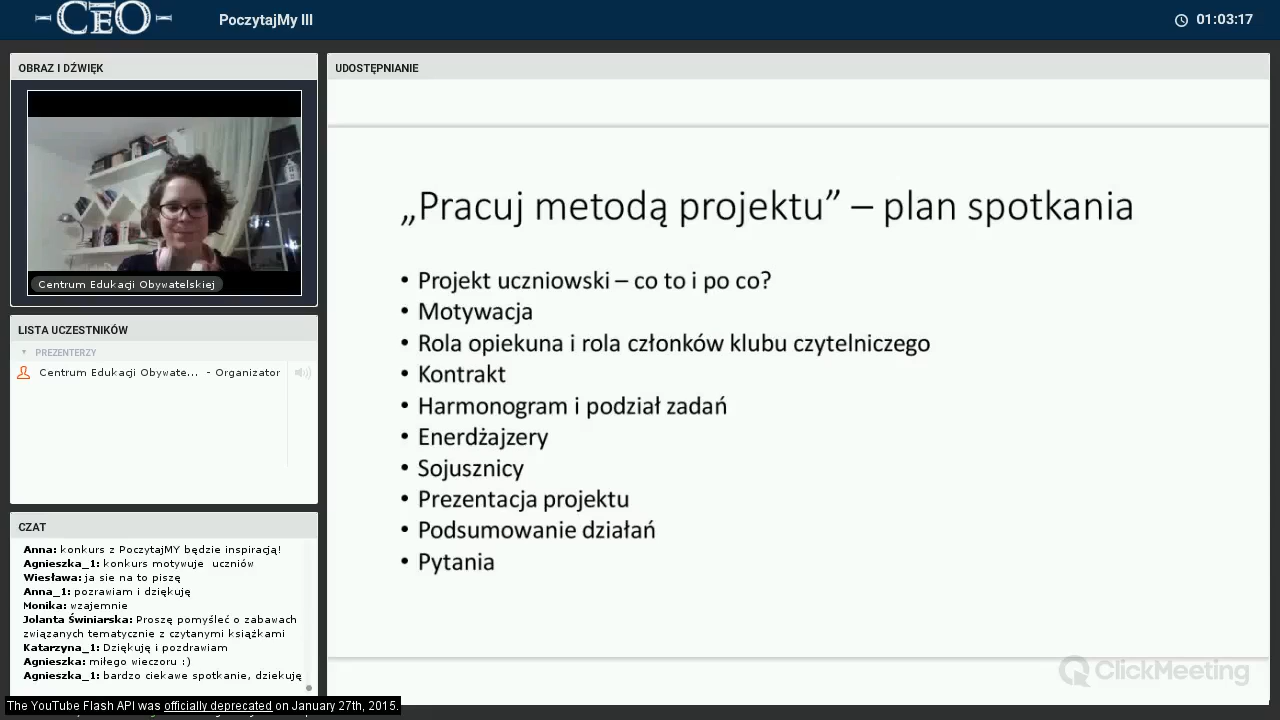 CEO
PoczytajMy III
01:03:17
OBRAZ I DŹWIĘK
Centrum Edukacji Obywatelskiej
LISTA UCZESTNIKÓW
PREZENTERZY
Centrum Edukacji Obywate... - Organizator
CZAT
Anna: konkurs z PoczytajMY będzie inspiracją!
Agnieszka_1: konkurs motywuje uczniów
Wiesława: ja sie na to piszę
Anna_1: pozrawiam i dziękuję
Monika: wzajemnie
Jolanta Świniarska: Proszę pomyśleć o zabawach
związanych tematycznie z czytanymi książkami
Katarzyna_1: Dziękuję i pozdrawiam
Agnieszka: miłego wieczoru :)
Agnieszka_1: bardzo ciekawe spotkanie, dziekuję
The YouTube Flash API was officially deprecated on January 27th, 2015.
UDOSTĘPNIANIE
„Pracuj metodą projektu” – plan spotkania
• Projekt uczniowski – co to i po co?
• Motywacja
• Rola opiekuna i rola członków klubu czytelniczego
• Kontrakt
• Harmonogram i podział zadań
• Enerdżajzery
• Sojusznicy
• Prezentacja projektu
• Podsumowanie działań
• Pytania
ClickMeeting